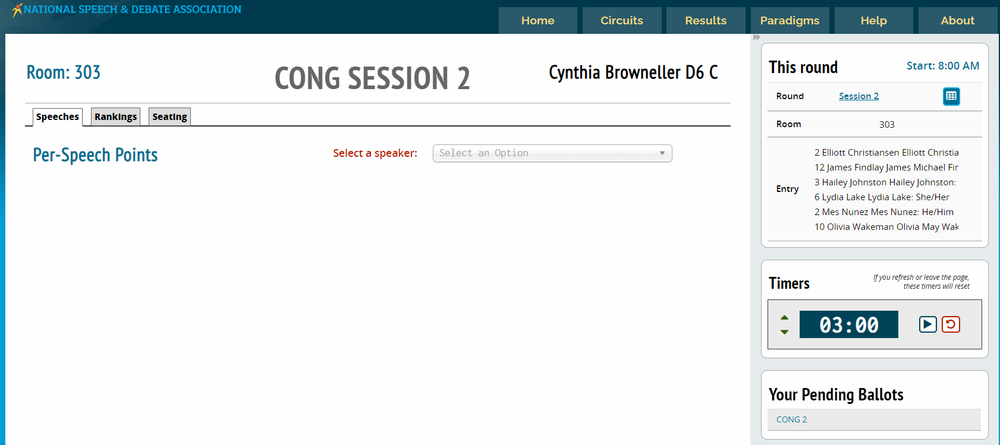 NATIONAL SPEECH & DEBATE ASSOCIATION
Home
Circuits
Results
Paradigms
Help
About
Room: 303
CONG SESSION 2
Cynthia Browneller D6 C
Speeches
Rankings
Seating
Per-Speech Points
Select a speaker:
Select an Option
This round
Start: 8:00 AM
Round
Session 2
Room
303
Entry
2 Elliott Christiansen Elliott Christia
12 James Findlay James Michael Fir
3 Hailey Johnston Hailey Johnston:
6 Lydia Lake Lydia Lake: She/Her
2 Mes Nunez Mes Nunez: He/Him
10 Olivia Wakeman Olivia May Wak
Timers
If you refresh or leave the page,
these timers will reset
03:00
Your Pending Ballots
CONG 2